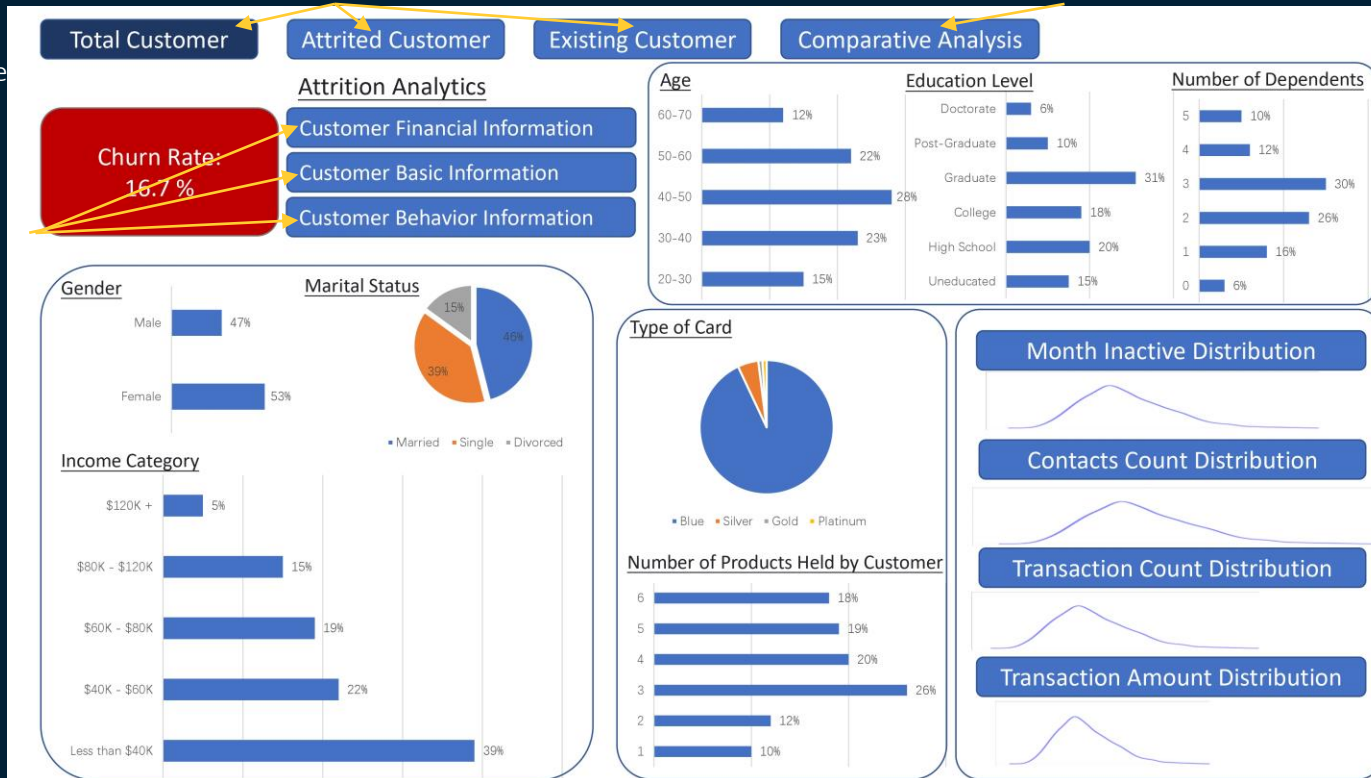 Total Customer
Attrited Customer
Existing Customer
Comparative Analysis
e
Attrition Analytics
Churn Rate:
16.7 %
Customer Financial Information
Customer Basic Information
Customer Behavior Information
Age
60-70 12%
50-60 22%
40-50 28%
30-40 23%
20-30 15%
Education Level
Doctorate 6%
Post-Graduate 10%
Graduate 31%
College 18%
High School 20%
Uneducated 15%
Number of Dependents
5 10%
4 12%
3 30%
2 26%
1 16%
0 6%
Gender
Male 47%
Female 53%
Marital Status
15%
46%
39%
Married Single Divorced
Income Category
$120K + 5%
$80K - $120K 15%
$60K - $80K 19%
$40K - $60K 22%
Less than $40K 39%
Type of Card
Blue Silver Gold Platinum
Number of Products Held by Customer
6 18%
5 19%
4 20%
3 26%
2 12%
1 10%
Month Inactive Distribution
Contacts Count Distribution
Transaction Count Distribution
Transaction Amount Distribution